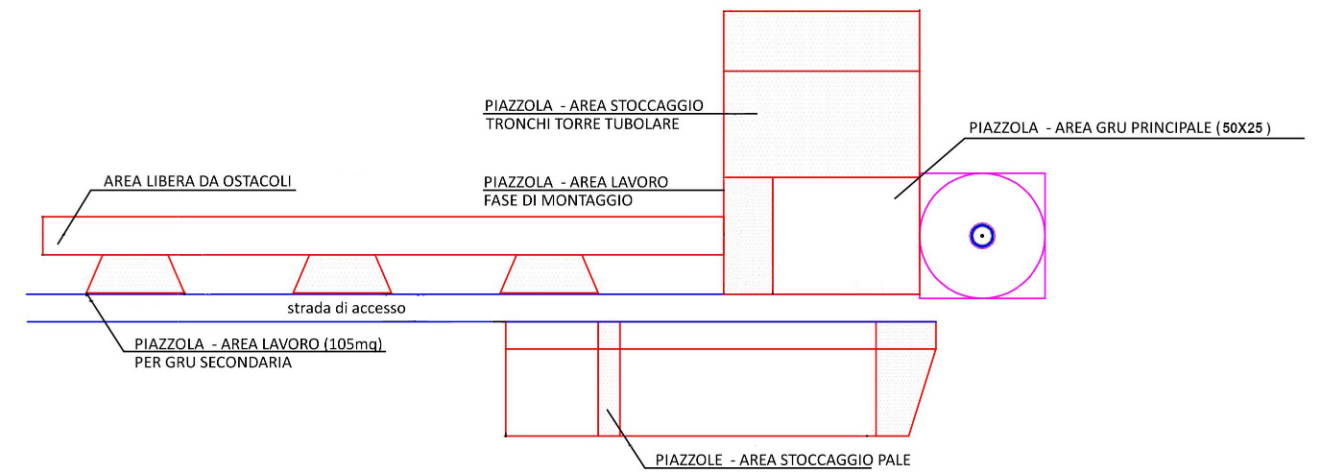 PIAZZOLA - AREA STOCCAGGIO
TRONCHI TORRE TUBOLARE
PIAZZOLA - AREA GRU PRINCIPALE (50X25 )
AREA LIBERA DA OSTACOLI
PIAZZOLA - AREA LAVORO
FASE DI MONTAGGIO
strada di accesso
PIAZZOLA - AREA LAVORO (105mq)
PER GRU SECONDARIA
PIAZZOLE - AREA STOCCAGGIO PALE